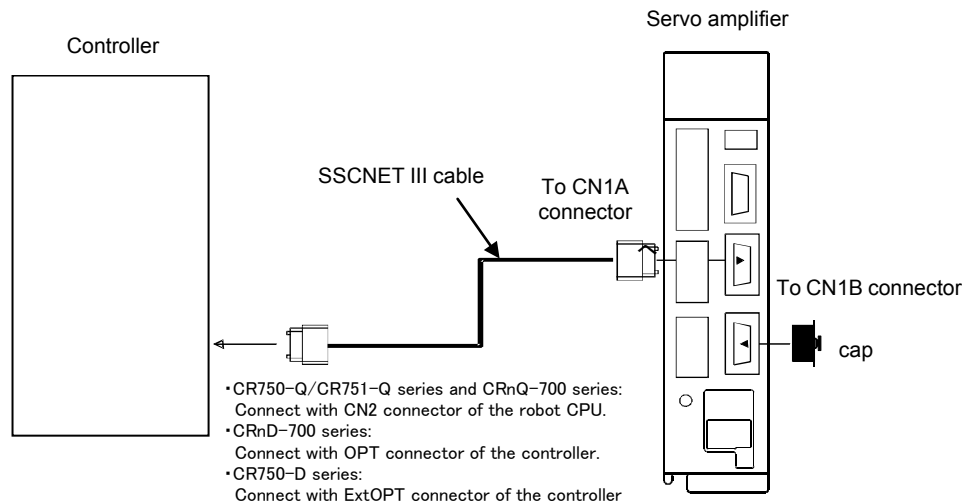 Servo amplifier
Controller
SSCNET III cable
To CN1A
connector
To CN1B connector
cap
・CR750-Q/CR751-Q series and CRnQ-700 series:
Connect with CN2 connector of the robot CPU.
・CRnD-700 series:
Connect with OPT connector of the controller.
・CR750-D series:
Connect with ExtOPT connector of the controller